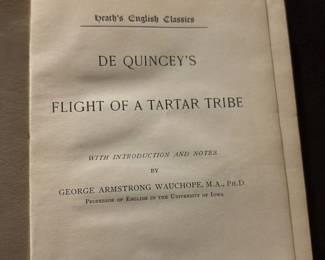 Heath's English Classics
DE QUINCEY'S
FLIGHT OF A TARTAR TRIBE
WITH INTRODUCTION AND NOTES
BY
GEORGE ARMSTRONG WAUCHOPE, M.A., PH.D.
PROFESSOR OF ENGLISH IN THE UNIVERSITY OF IOWA